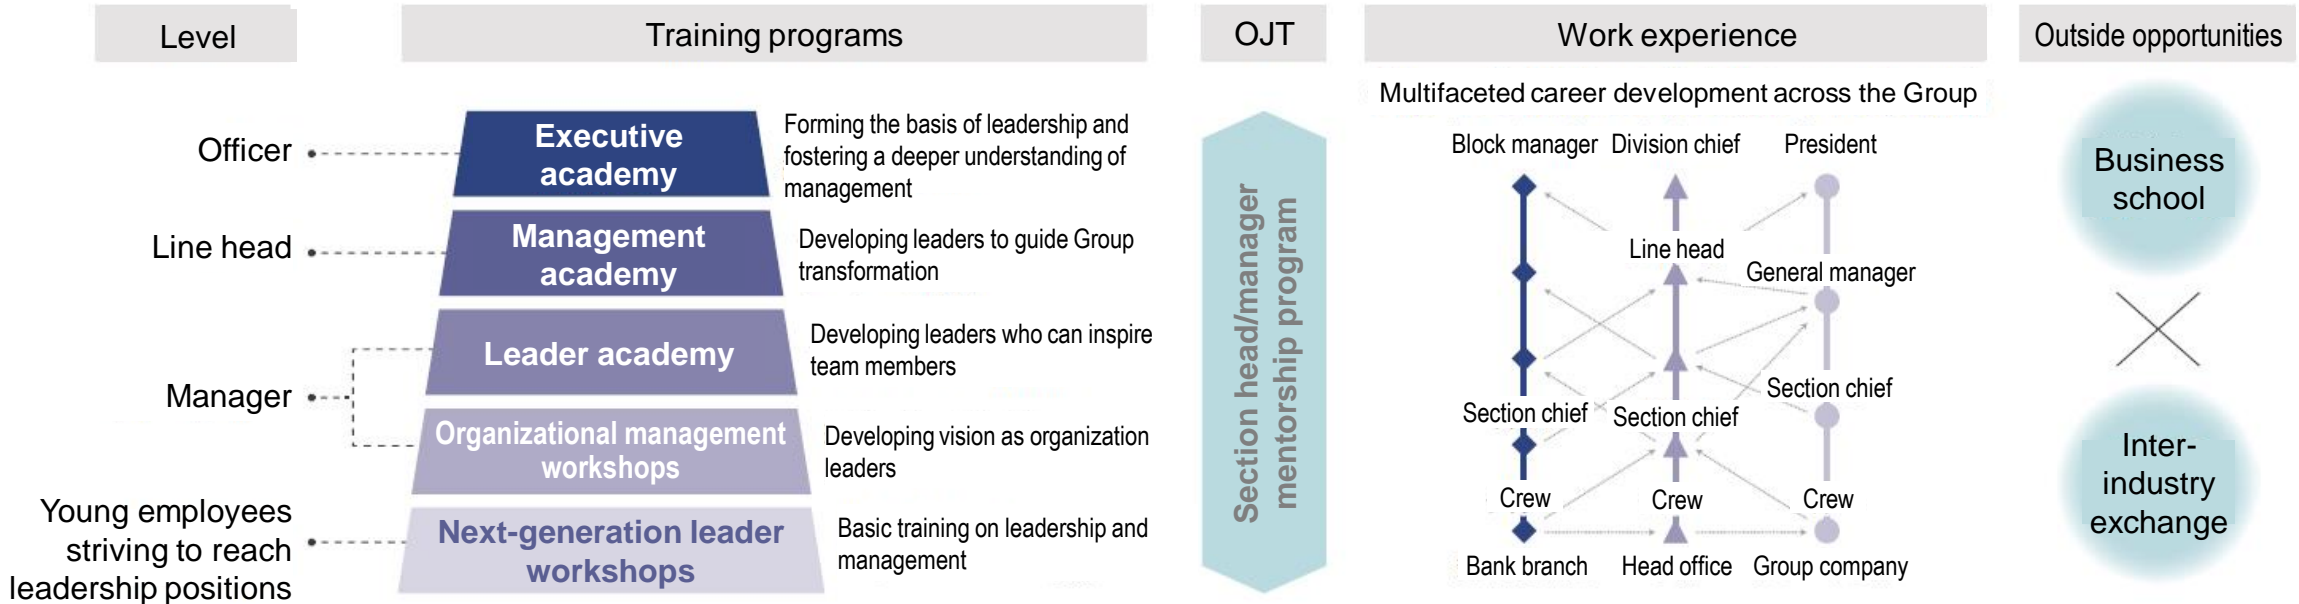 Level
Training programs
OJT
Work experience
Outside opportunities
Officer
Line head
Manager
Young employees
striving to reach
leadership positions
Executive
academy
Forming the basis of leadership and
fostering a deeper understanding of
management
Management
academy
Developing leaders to guide Group
transformation
Leader academy
Developing leaders who can inspire
team members
Organizational management
workshops
Developing vision as organization
leaders
Next-generation leader
workshops
Basic training on leadership and
management
Section head/manager
mentorship program
Multifaceted career development across the Group
Block manager
Division chief
President
Line head
General manager
Section chief
Section chief
Section chief
Crew
Crew
Crew
Bank branch
Head office
Group company
Business
school
Inter-
industry
exchange